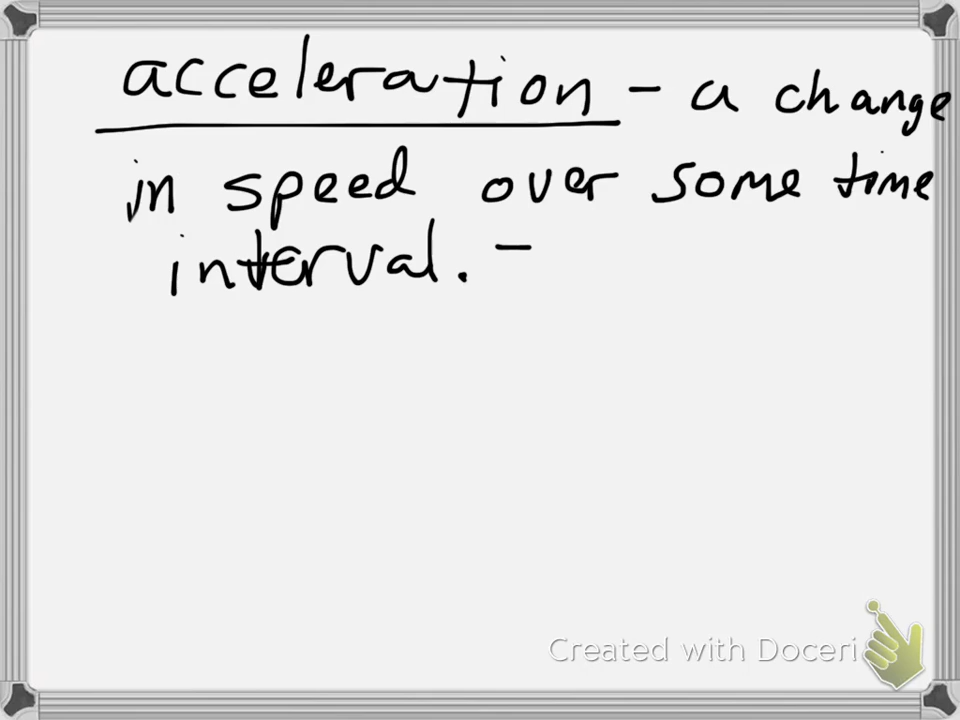 acceleration - a change
in speed over some time
interval. -
Created with Doceri